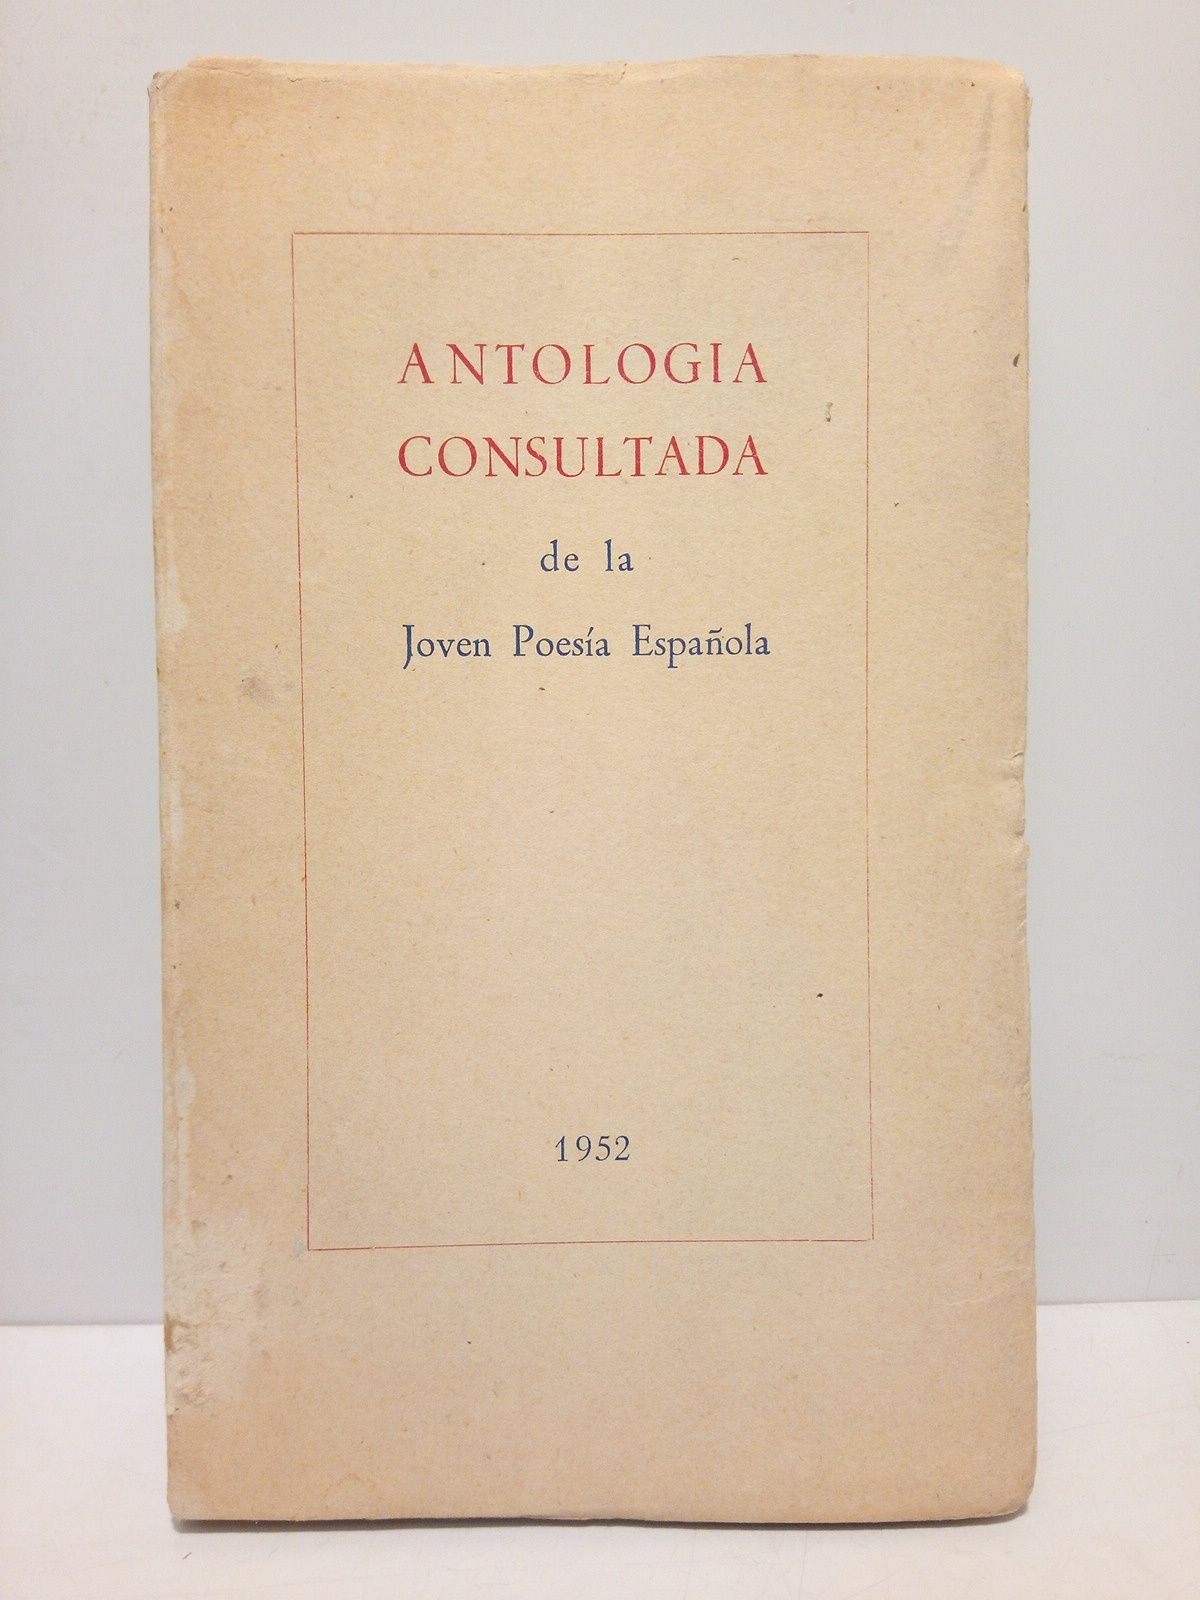 ANTOLOGIA
CONSULTADA
de la
Joven Poesía Española
1952